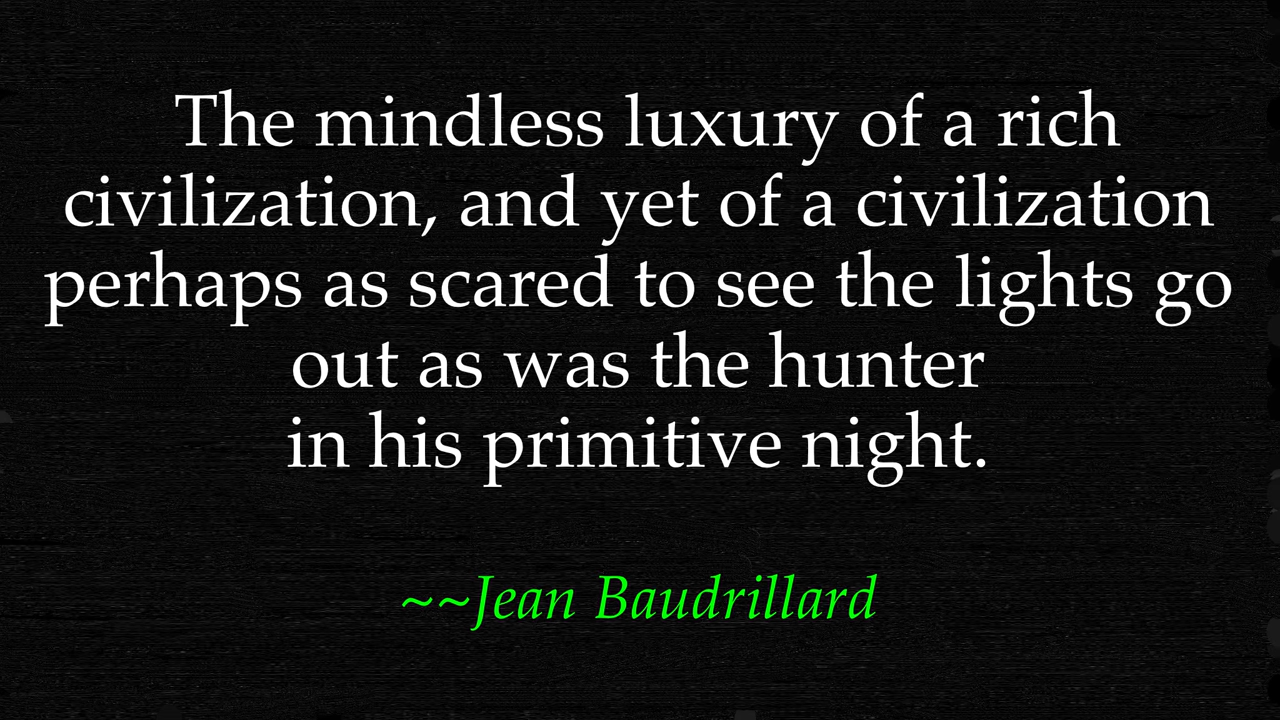 The mindless luxury of a rich
civilization, and yet of a civilization
perhaps as scared to see the lights go
out as was the hunter
in his primitive night.
~~Jean Baudrillard